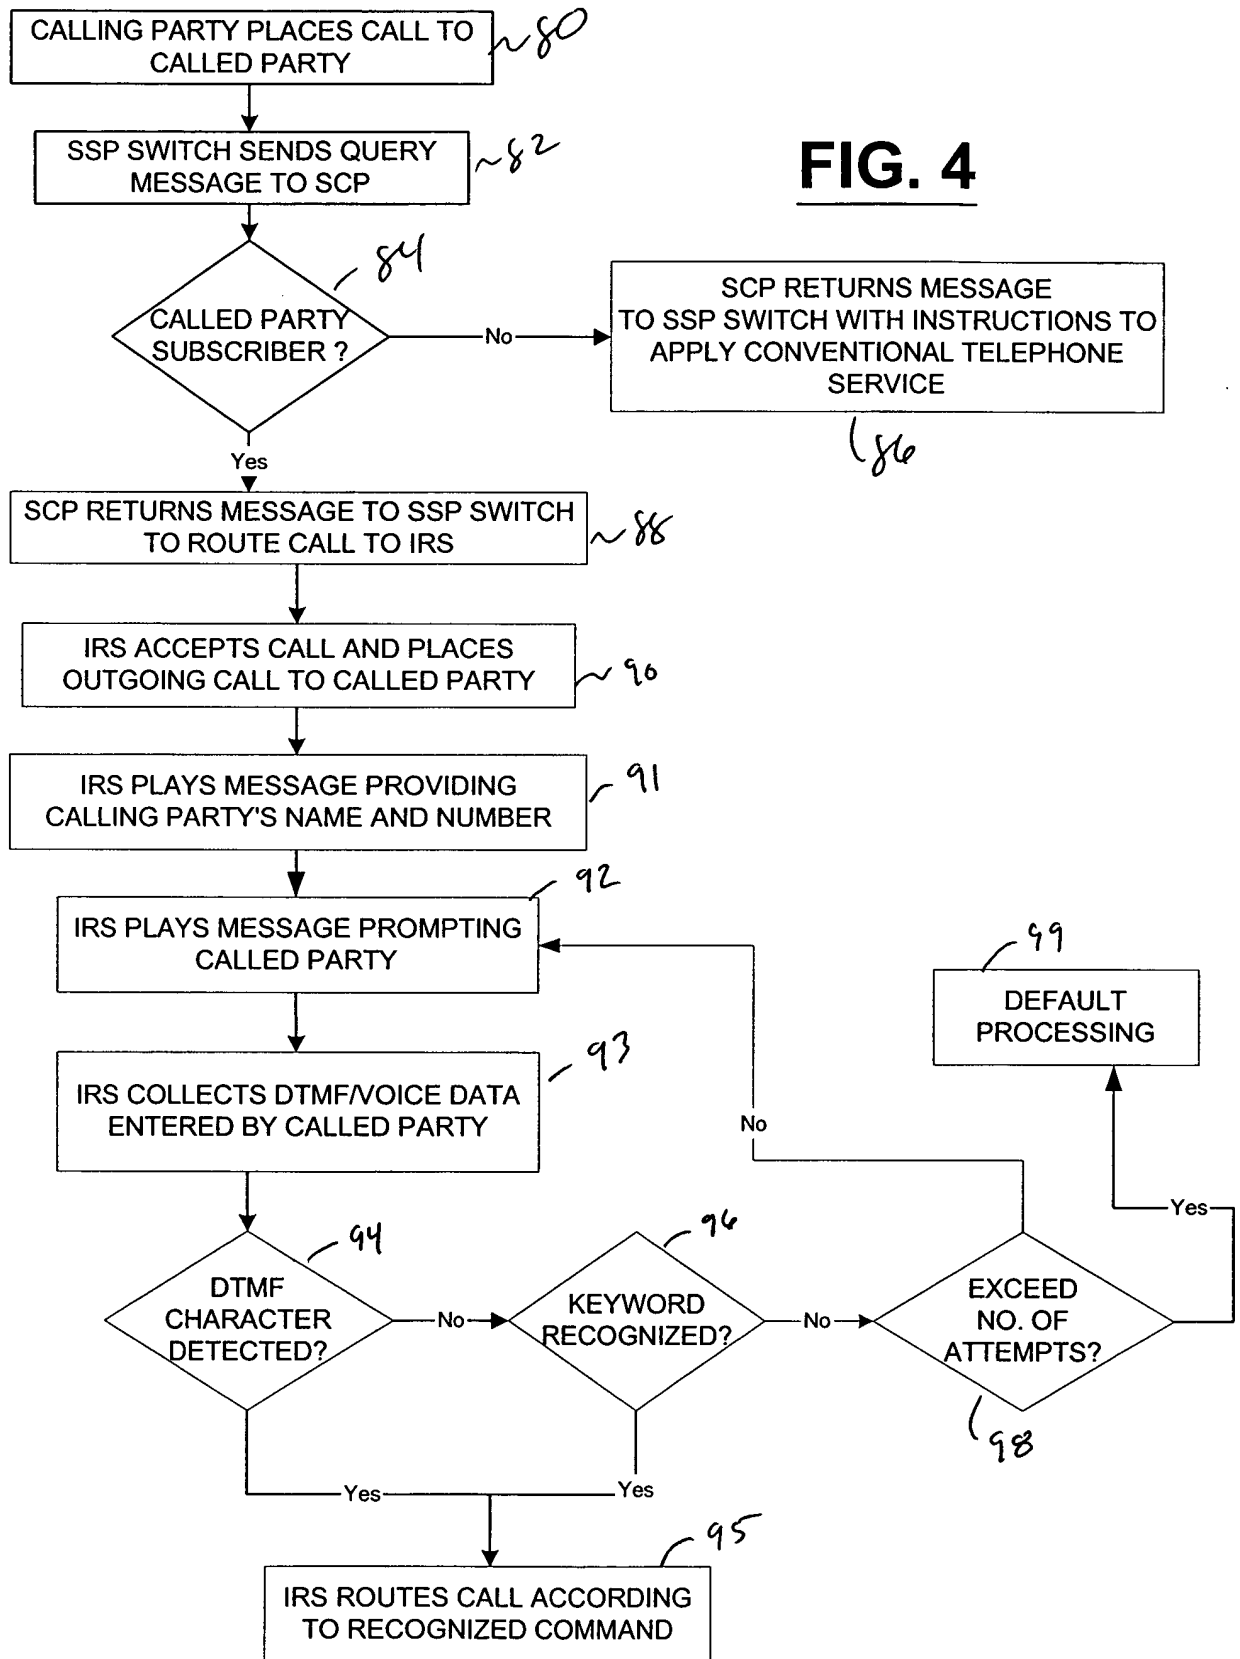 CALLING PARTY PLACES CALL TO
CALLED PARTY
80
SSP SWITCH SENDS QUERY
MESSAGE TO SCP
82
FIG. 4
84
CALLED PARTY
SUBSCRIBER ?
No
SCP RETURNS MESSAGE
TO SSP SWITCH WITH INSTRUCTIONS TO
APPLY CONVENTIONAL TELEPHONE
SERVICE
86
Yes
SCP RETURNS MESSAGE TO SSP SWITCH
TO ROUTE CALL TO IRS
88
IRS ACCEPTS CALL AND PLACES
OUTGOING CALL TO CALLED PARTY
90
IRS PLAYS MESSAGE PROVIDING
CALLING PARTY'S NAME AND NUMBER
91
92
IRS PLAYS MESSAGE PROMPTING
CALLED PARTY
99
DEFAULT
PROCESSING
93
IRS COLLECTS DTMF/VOICE DATA
ENTERED BY CALLED PARTY
No
Yes
94
DTMF
CHARACTER
DETECTED?
No
96
KEYWORD
RECOGNIZED?
No
EXCEED
NO. OF
ATTEMPTS?
98
Yes
Yes
95
IRS ROUTES CALL ACCORDING
TO RECOGNIZED COMMAND